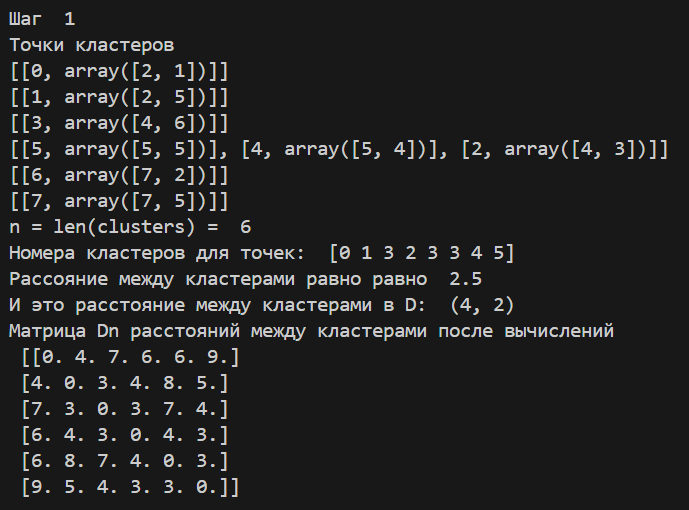 Шаг  1
Точки кластеров
[[0, array([2, 1])]]
[[1, array([2, 5])]]
[[3, array([4, 6])]]
[[5, array([5, 5])], [4, array([5, 4])], [2, array([4, 3])]]
[[6, array([7, 2])]]
[[7, array([7, 5])]]
n = len(clusters) =  6
Номера кластеров для точек:  [0 1 3 2 3 3 4 5]
Рассояние между кластерами равно равно  2.5
И это расстояние между кластерами в D:  (4, 2)
Матрица Dn расстояний между кластерами после вычислений
 [[0. 4. 7. 6. 6. 9.]
 [4. 0. 3. 4. 8. 5.]
 [7. 3. 0. 3. 7. 4.]
 [6. 4. 3. 0. 4. 3.]
 [6. 8. 7. 4. 0. 3.]
 [9. 5. 4. 3. 3. 0.]]